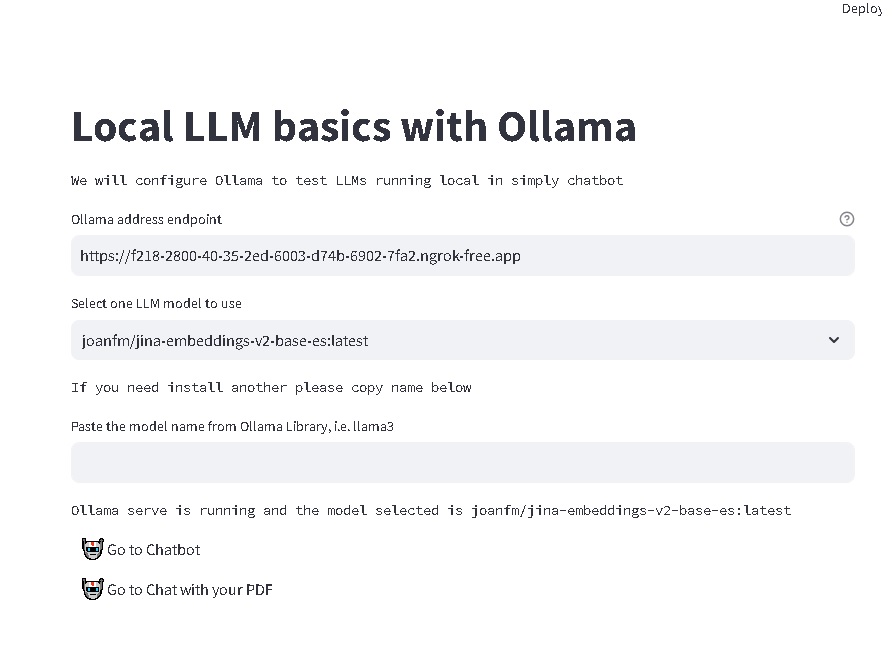 Deploy
Local LLM basics with Ollama
We will configure Ollama to test LLMs running local in simply chatbot
Ollama address endpoint
https://f218-2800-40-35-2ed-6003-d74b-6902-7fa2.ngrok-free.app
Select one LLM model to use
joanfm/jina-embeddings-v2-base-es:latest
If you need install another please copy name below
Paste the model name from Ollama Library, i.e. llama3
Ollama serve is running and the model selected is joanfm/jina-embeddings-v2-base-es:latest
Go to Chatbot
Go to Chat with your PDF